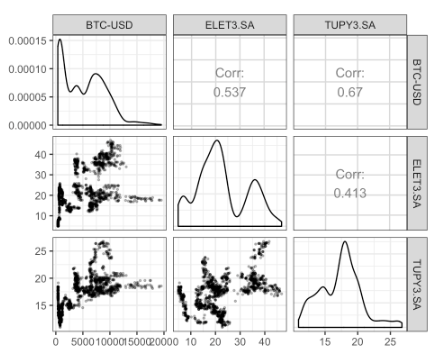 BTC-USD ELET3.SA TUPY3.SA
0.00015
0.00010
0.00005
0.00000
Corr:
0.537
Corr:
0.67
BTC-USD
40
30
20
10
Corr:
0.413
ELET3.SA
25
20
15
TUPY3.SA
0 5000 10000 15000 20000
10 20 30 40
15 20 25